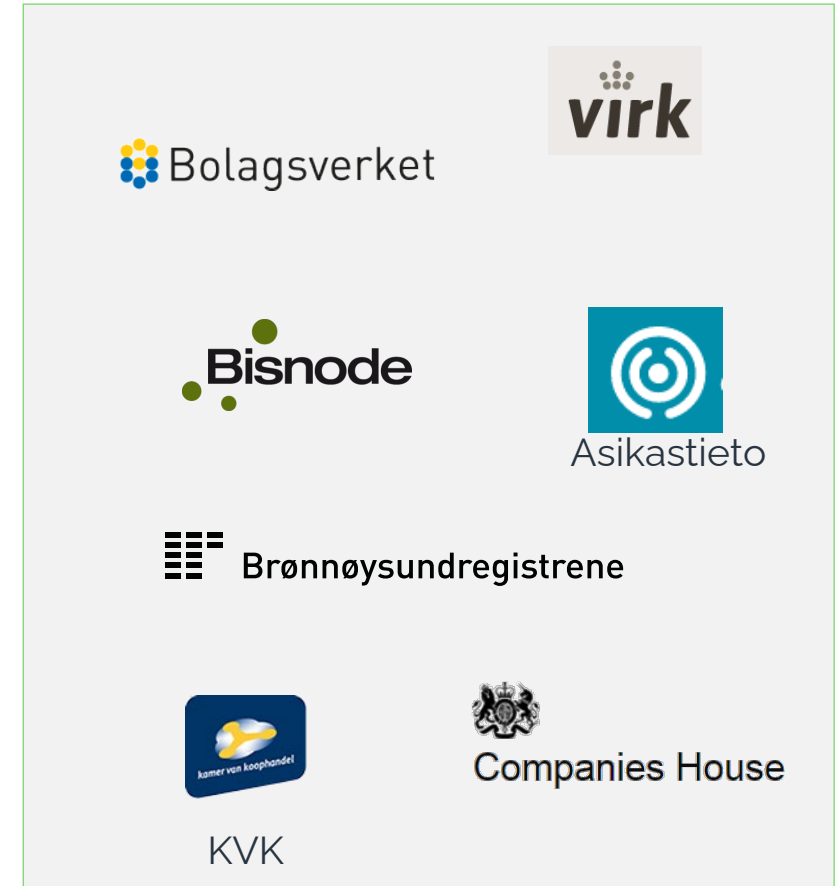 virk
Bolagsverket
Bisnode
Asikastieto
Brønnøysundregistrene
kamer van koophandel
Companies House
KVK